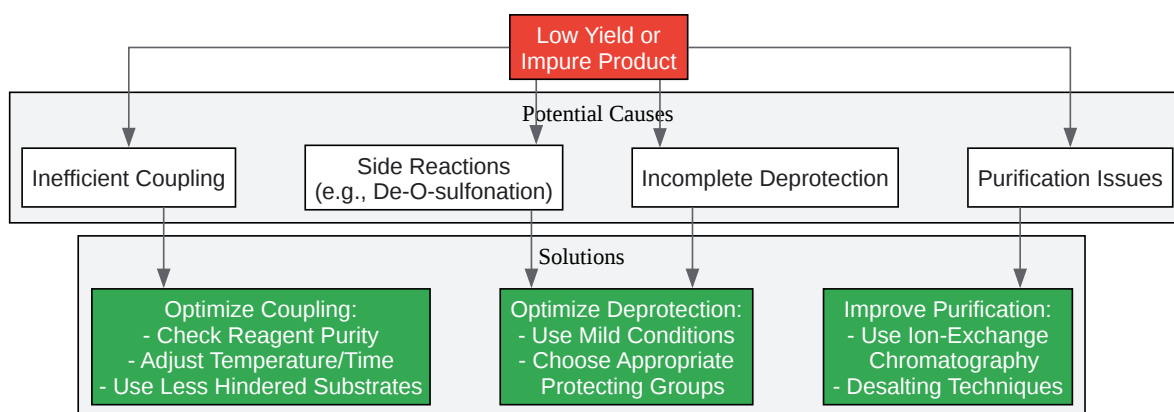 Low Yield or
Impure Product
Potential Causes
Inefficient Coupling
Side Reactions
(e.g., De-O-sulfonation)
Incomplete Deprotection
Purification Issues
Solutions
Optimize Coupling:
- Check Reagent Purity
- Adjust Temperature/Time
- Use Less Hindered Substrates
Optimize Deprotection:
- Use Mild Conditions
- Choose Appropriate
Protecting Groups
Improve Purification:
- Use Ion-Exchange
Chromatography
- Desalting Techniques